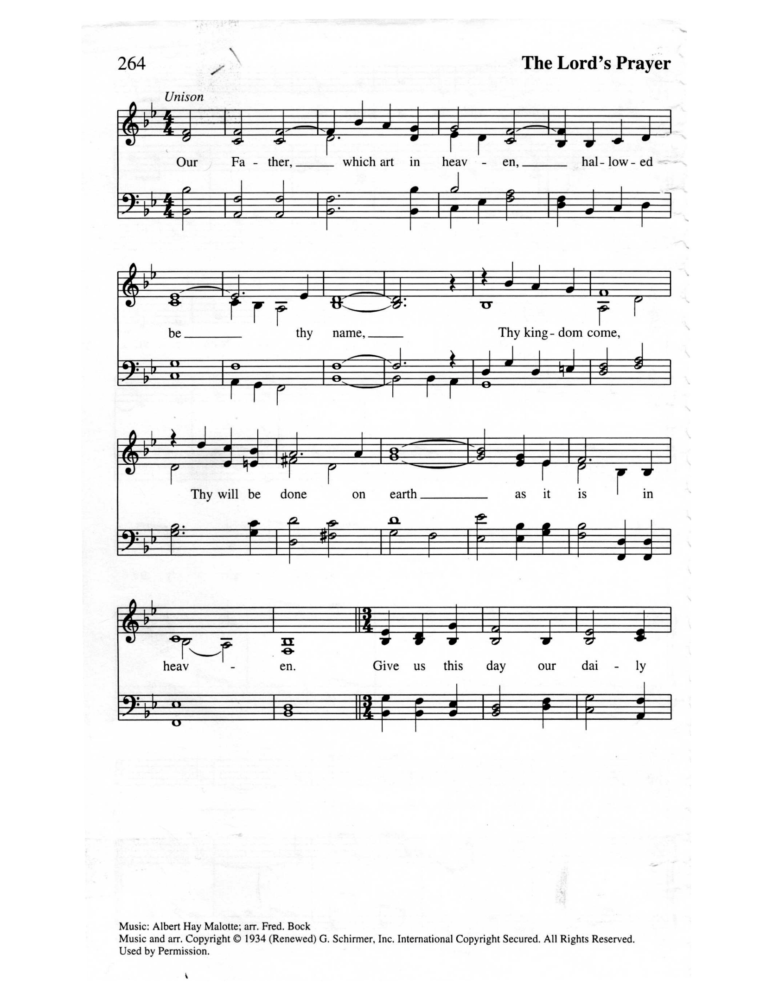 264 The Lord's Prayer
Unison
Our Fa - ther, which art in heav - en, hal - low - ed
be thy name, Thy king - dom come,
Thy will be done on earth as it is in
heav - en. Give us this day our dai - ly
Music: Albert Hay Malotte; arr. Fred. Bock
Music and arr. Copyright © 1934 (Renewed) G. Schirmer, Inc. International Copyright Secured. All Rights Reserved.
Used by Permission.